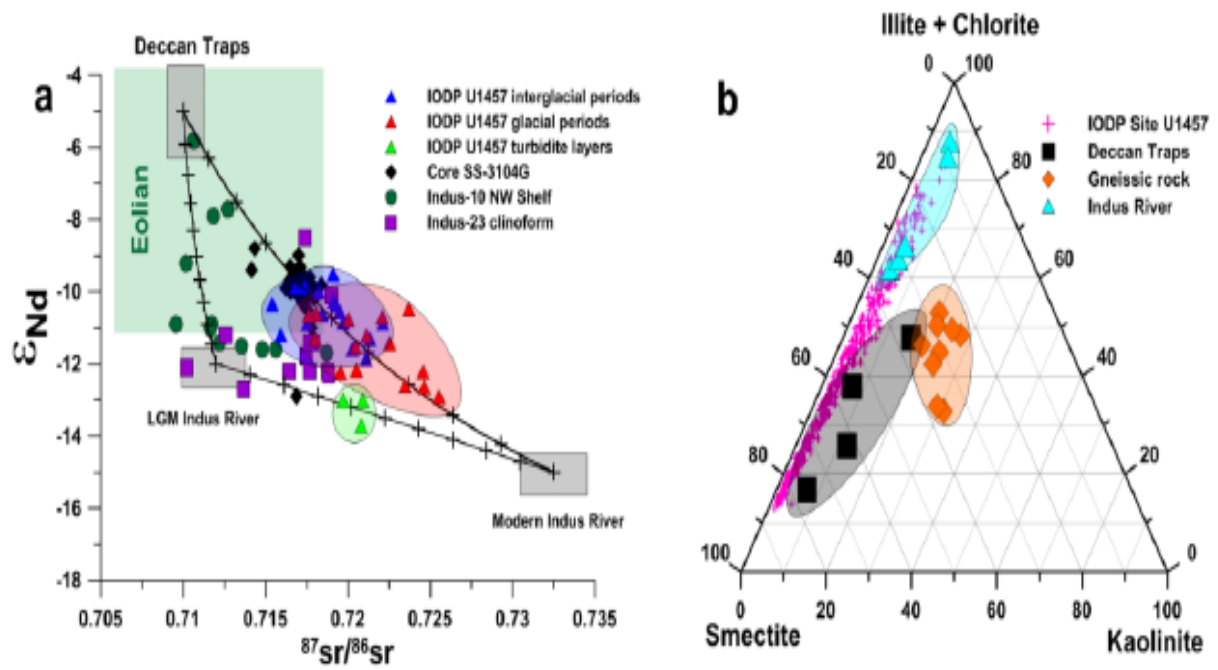 Deccan Traps
a
-4
-6
-8
-10
-12
-14
-16
-18
εNd
Eolian
IODP U1457 interglacial periods
IODP U1457 glacial periods
IODP U1457 turbidite layers
Core SS-3104G
Indus-10 NW Shelf
Indus-23 clinoform
LGM Indus River
Modern Indus River
0.705 0.71 0.715 0.72 0.725 0.73 0.735
87sr/86sr
Illite + Chlorite
b
0 100
IODP Site U1457
Deccan Traps
Gneissic rock
Indus River
20 80
40 60
60 40
80 20
100 0
0 20 40 60 80 100
Smectite Kaolinite